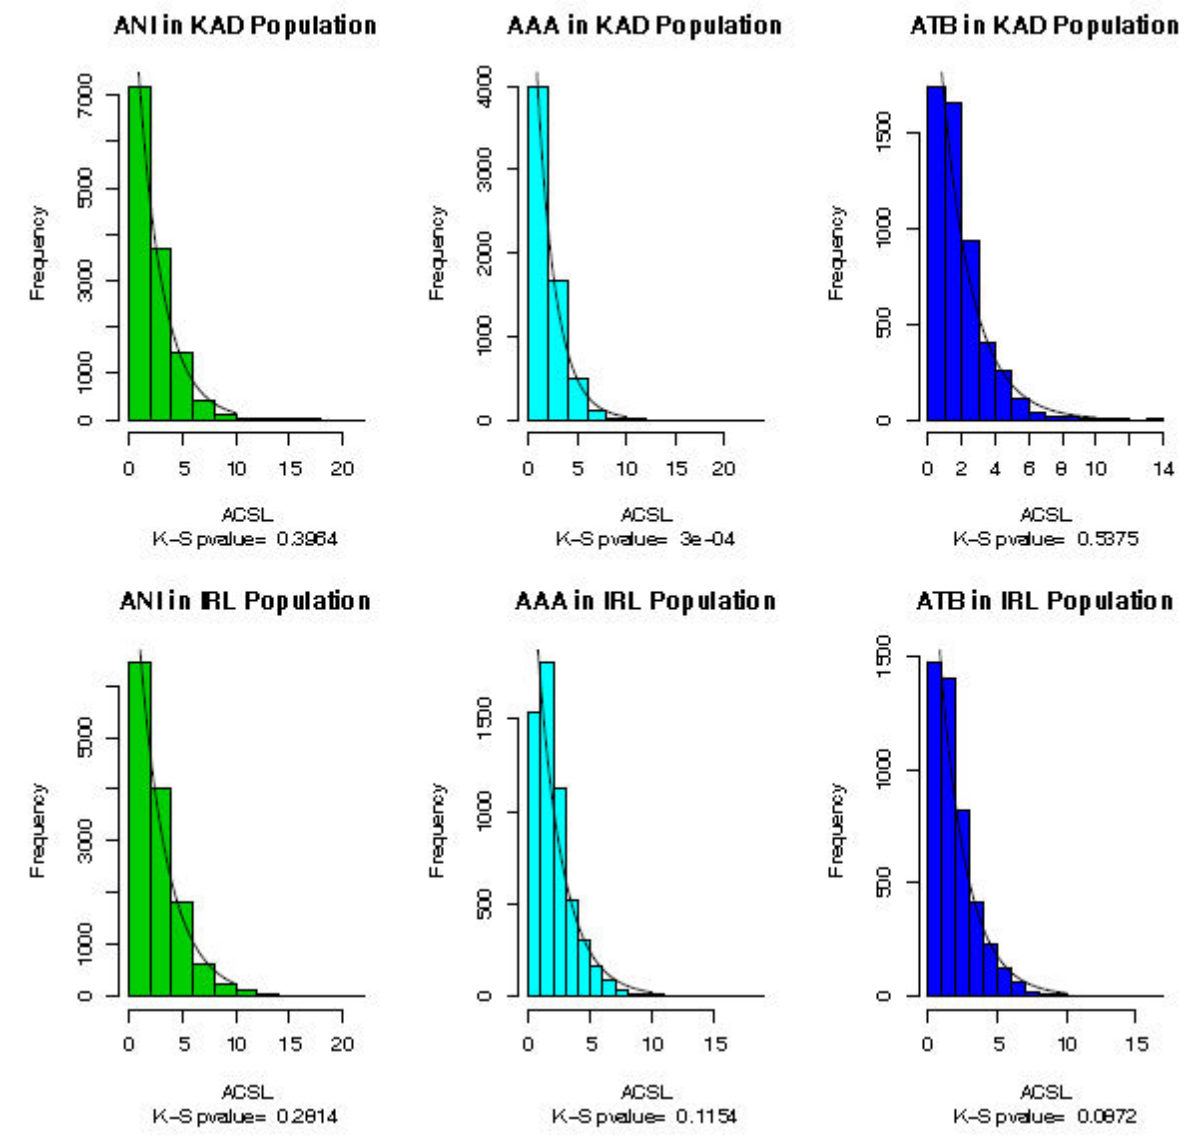 ANI in KAD Population
AAA in KAD Population
ATB in KAD Population
Frequency
7000
5000
3000
1000
0
0 5 10 15 20
ACSL
K-S pvalue= 0.3964
Frequency
4000
3000
2000
1000
0
0 5 10 15 20
ACSL
K-S pvalue= 3e-04
Frequency
1500
1000
500
0
0 2 4 6 8 10 14
ACSL
K-S pvalue= 0.5375
ANI in IRL Population
AAA in IRL Population
ATB in IRL Population
Frequency
5000
3000
1000
0
0 5 10 15 20
ACSL
K-S pvalue= 0.2814
Frequency
1500
1000
500
0
0 5 10 15
ACSL
K-S pvalue= 0.1154
Frequency
1500
1000
500
0
0 5 10 15
ACSL
K-S pvalue= 0.0872